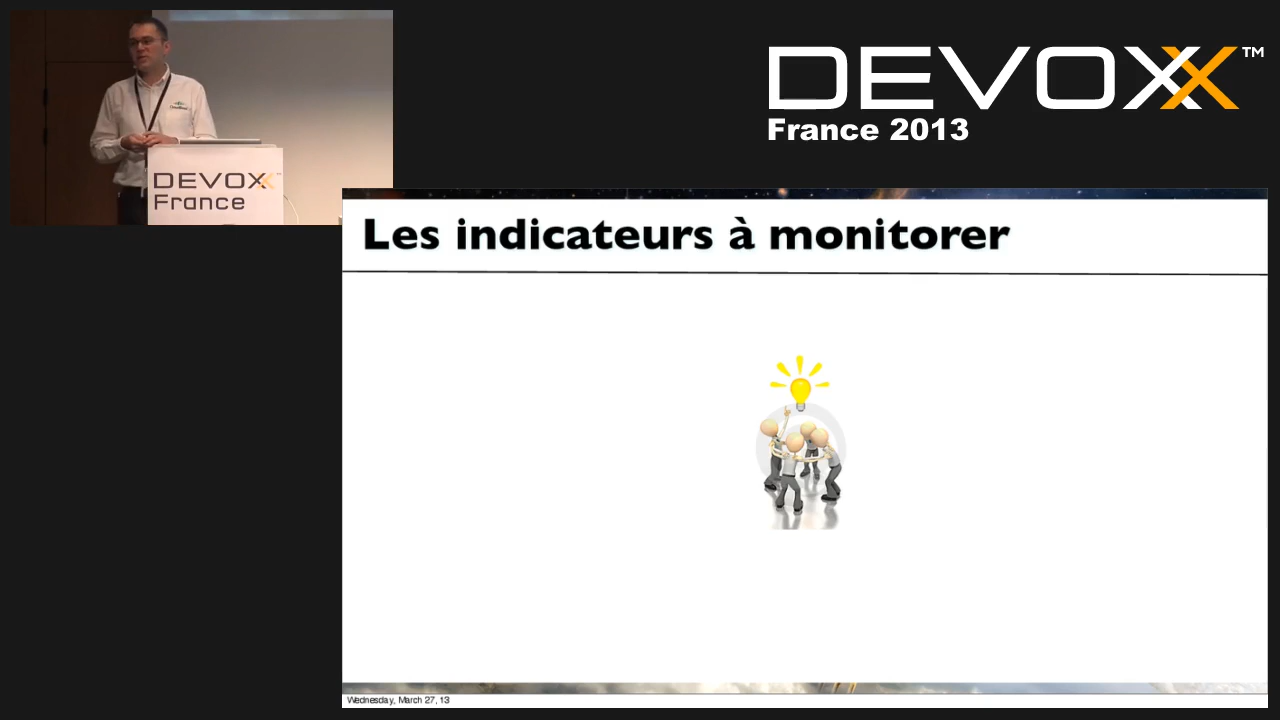 DEVOXX™
France 2013
DEVOXX
France
Les indicateurs à monitorer
Wednesday, March 27, 13